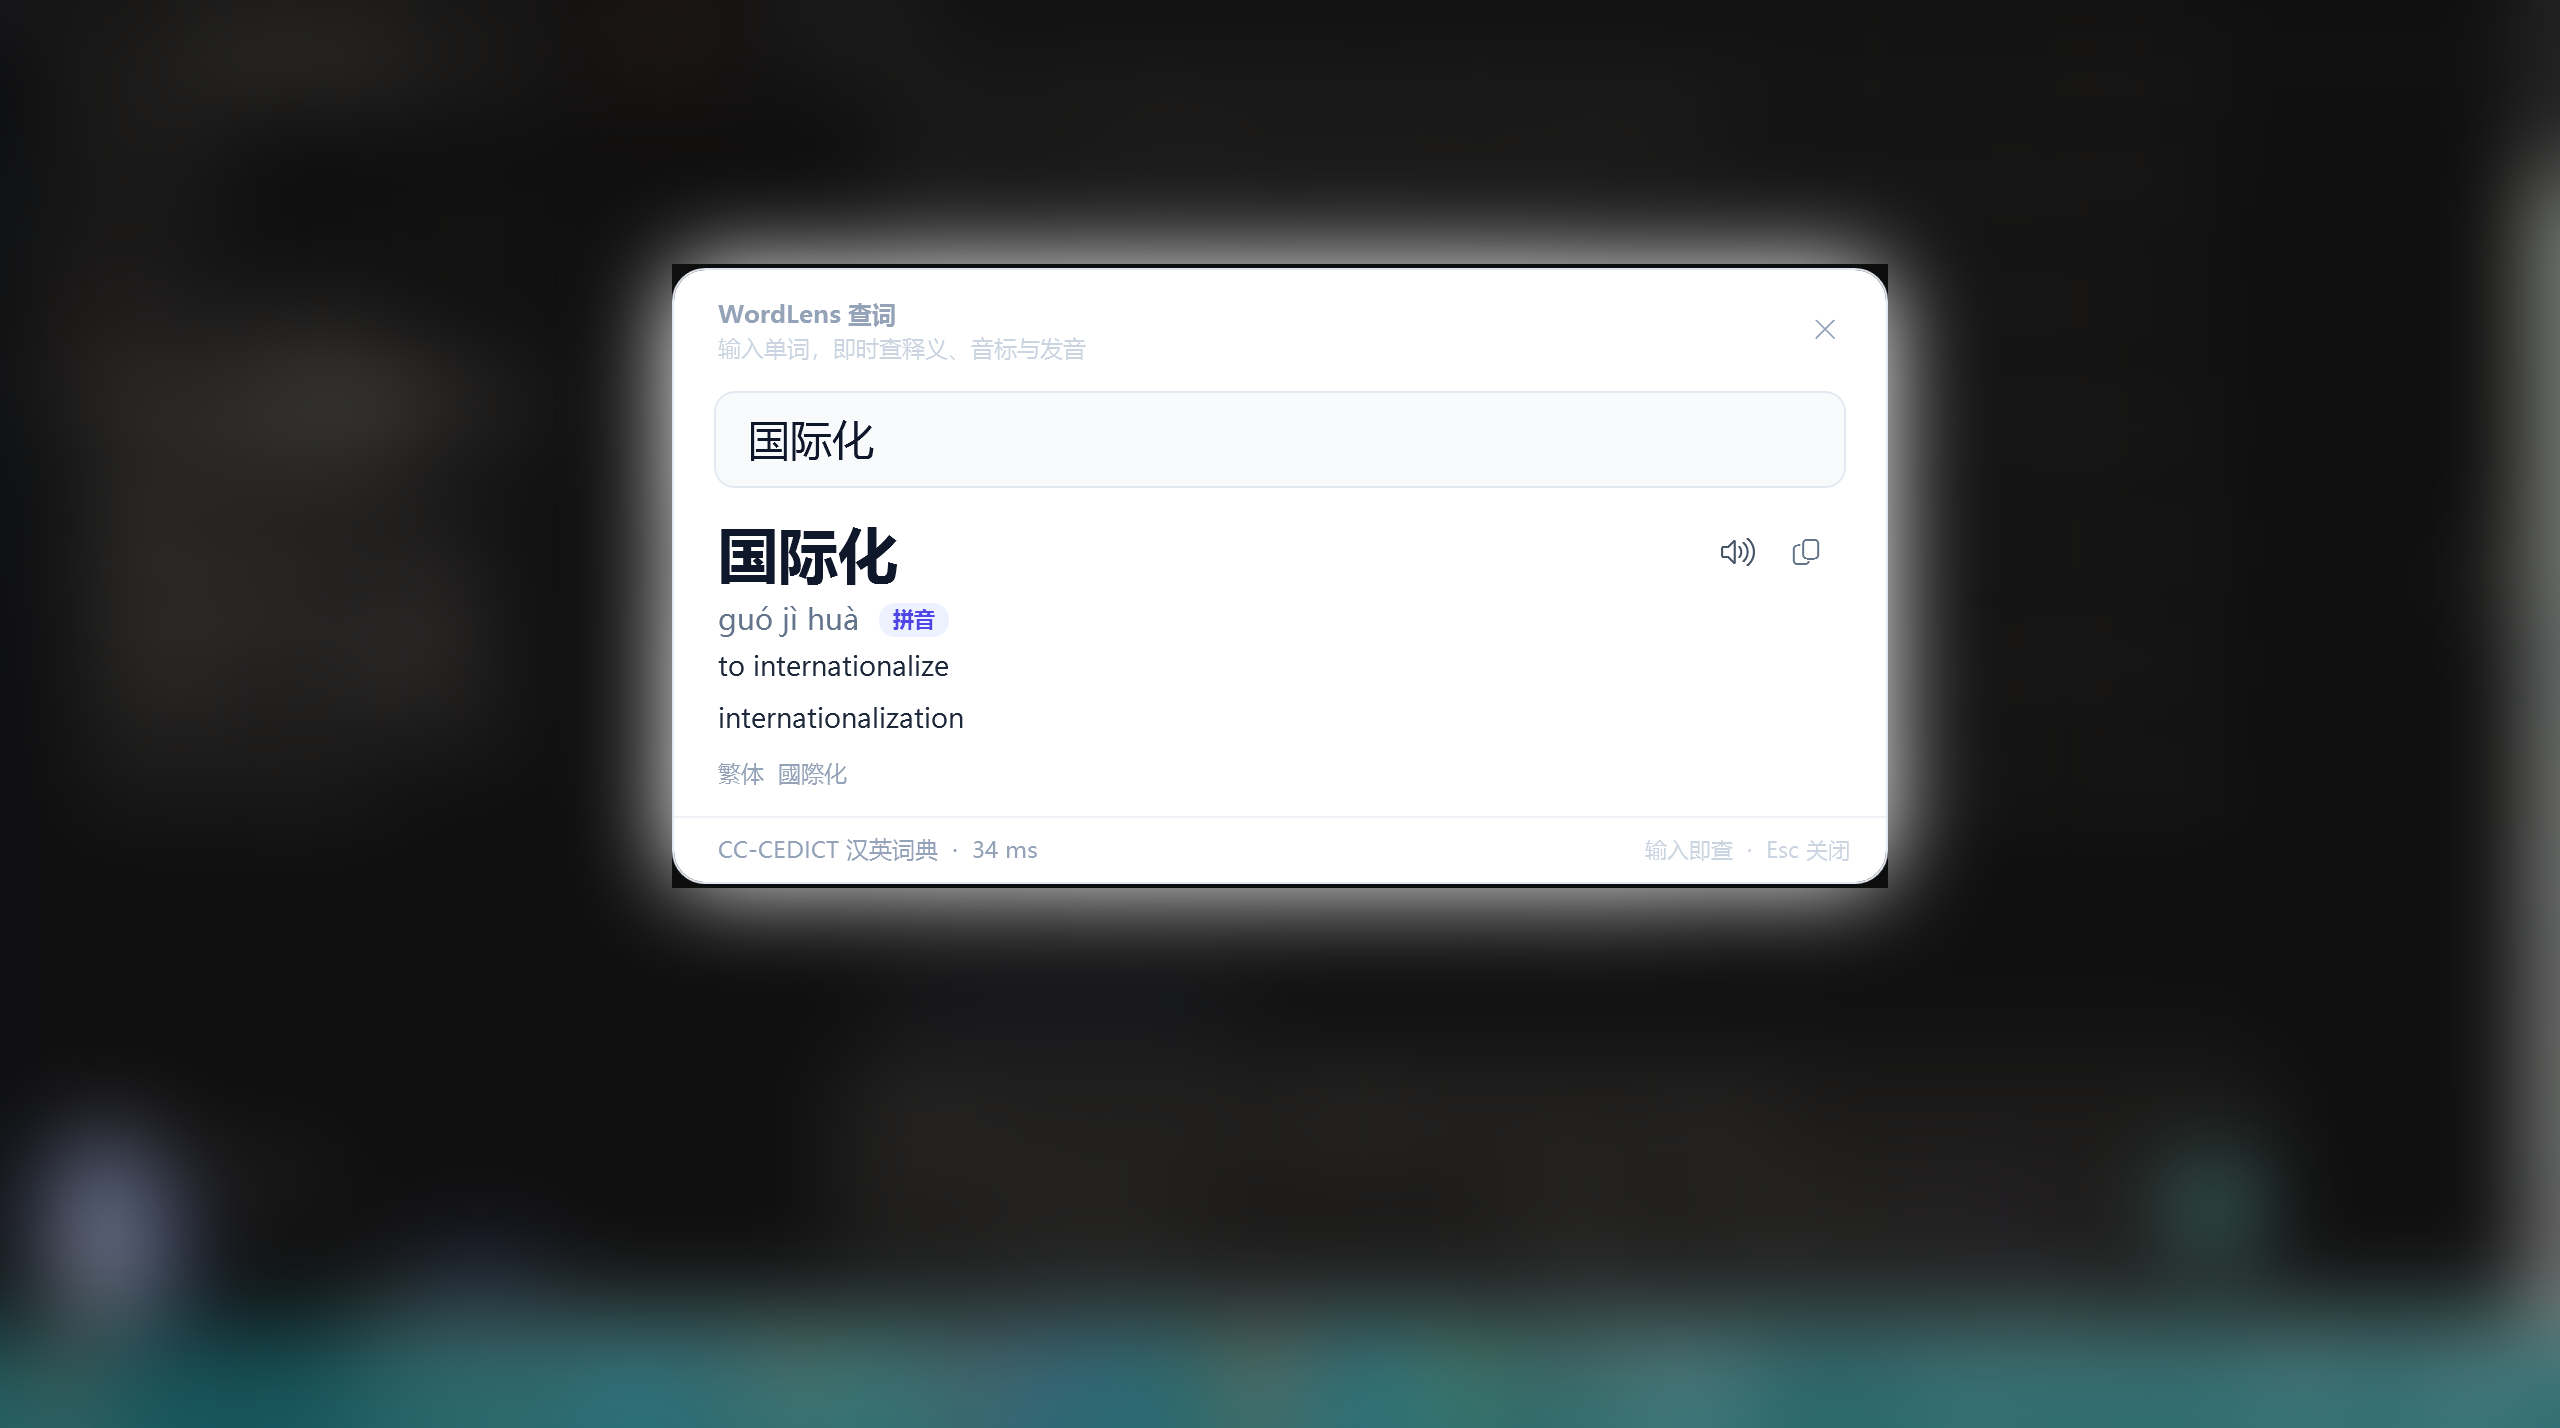 WordLens 查词
输入单词，即时查释义、音标与发音
国际化
国际化
guó jì huà 拼音
to internationalize
internationalization
繁体 國際化
CC-CEDICT 汉英词典 · 34 ms
输入即查 · Esc 关闭